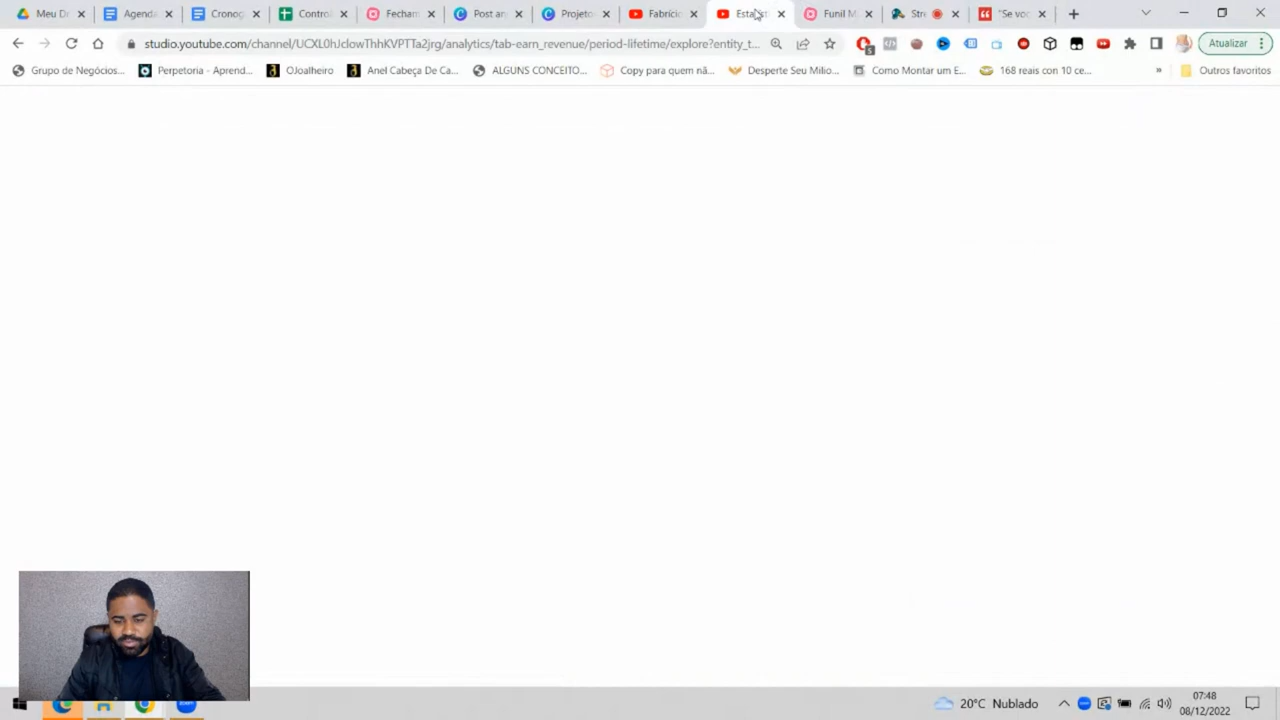 Meu Dr
Agenda
Cronog
Control
Fecham
Post an
Projeto
Fabríci
Estatíst
Funil M
Stre
"Se voc
studio.youtube.com/channel/UCXL0hJclowThhKVPTTa2jrg/analytics/tab-earn_revenue/period-lifetime/explore?entity_t...
5
Atualizar
Grupo de Negócios...
Perpetoria - Aprend...
OJoalheiro
Anel Cabeça De Ca...
ALGUNS CONCEITO...
Copy para quem nã...
Desperte Seu Milio...
Como Montar um E...
168 reais con 10 ce...
»
Outros favoritos
20°C Nublado
07:48
08/12/2022